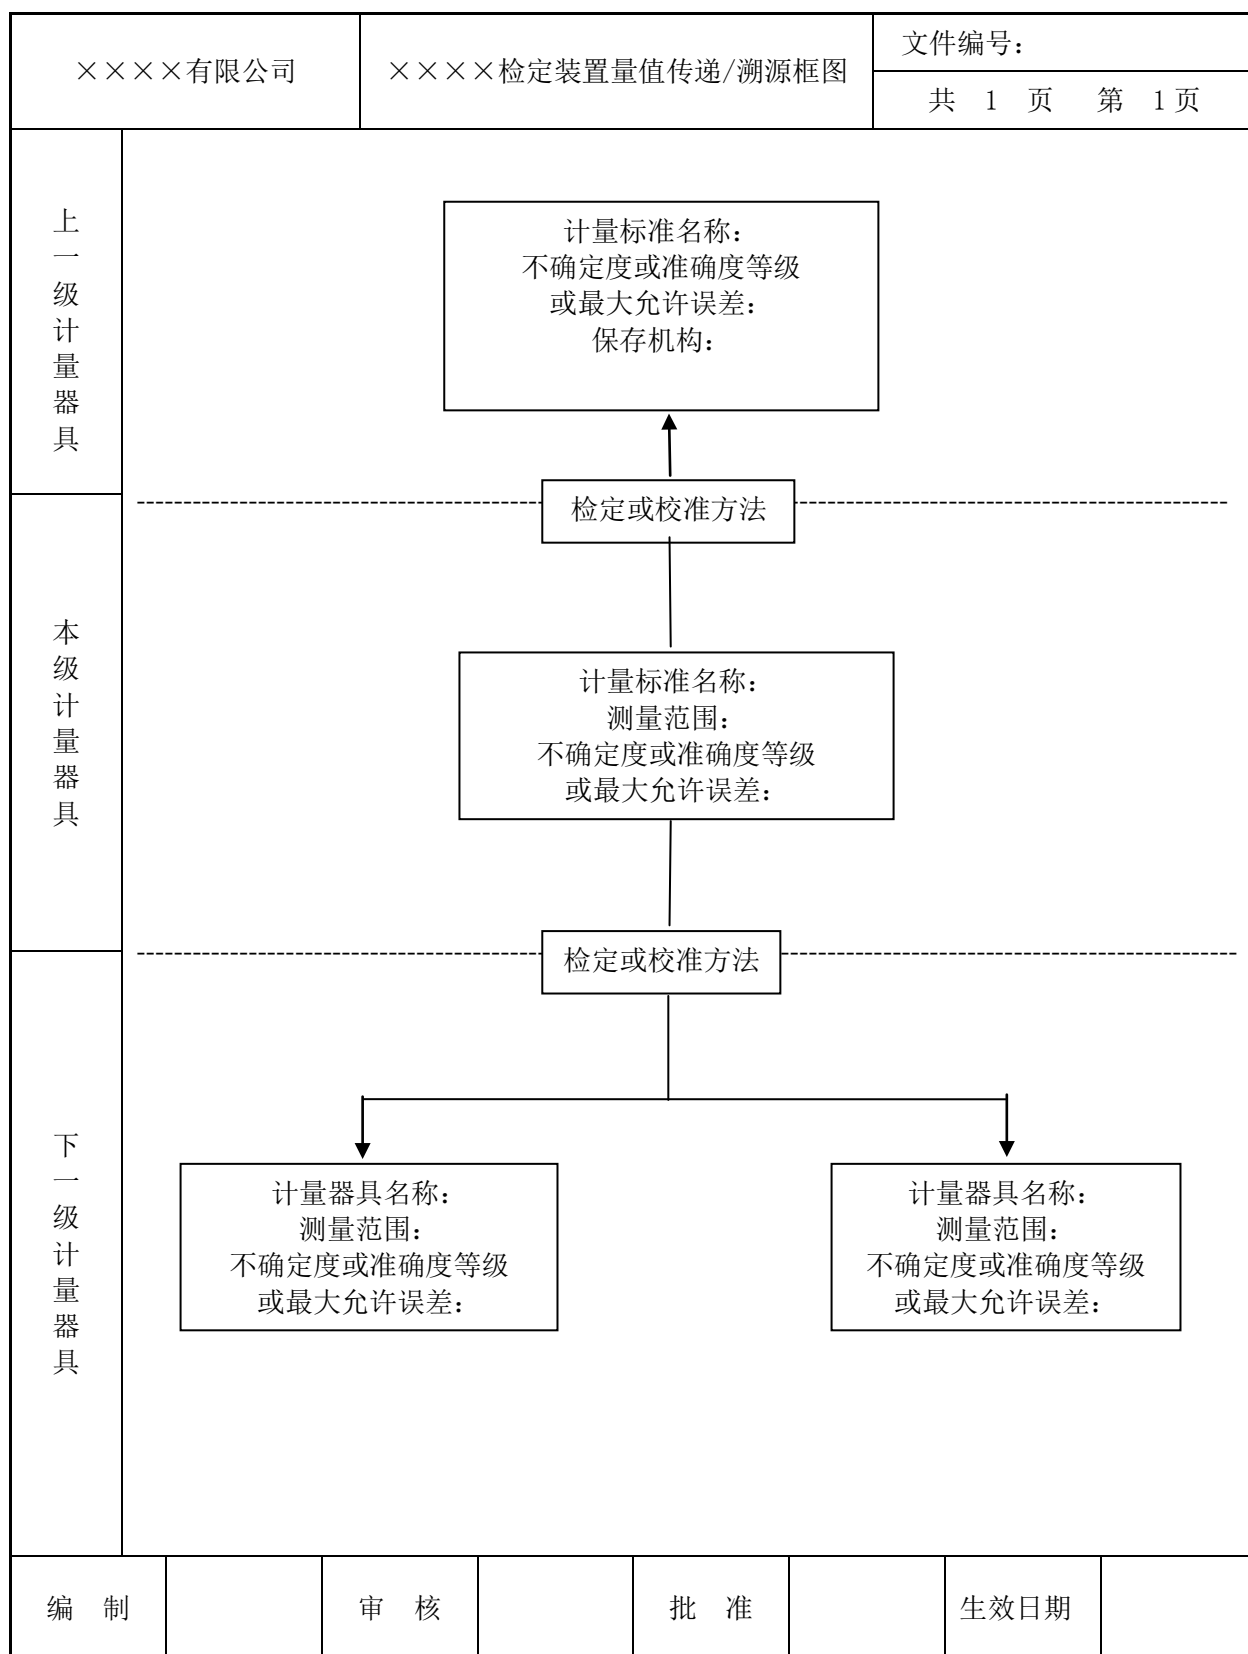 ××××有限公司
××××检定装置量值传递/溯源框图
文件编号：
共 1 页 第 1页
上一级计量器具
计量标准名称：
不确定度或准确度等级
或最大允许误差：
保存机构：
检定或校准方法
本级计量器具
计量标准名称：
测量范围：
不确定度或准确度等级
或最大允许误差：
检定或校准方法
下一级计量器具
计量器具名称：
测量范围：
不确定度或准确度等级
或最大允许误差：
计量器具名称：
测量范围：
不确定度或准确度等级
或最大允许误差：
编 制
审 核
批 准
生效日期